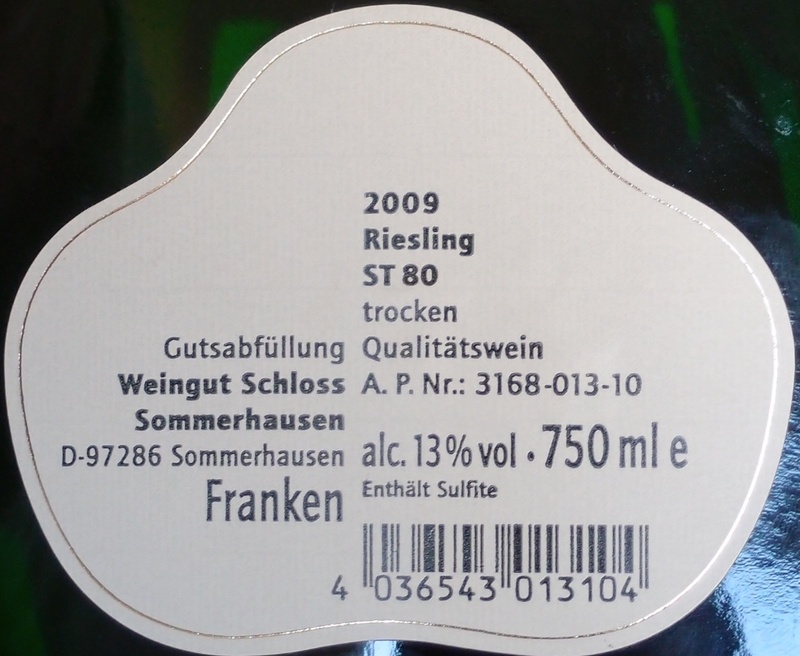 2009
Riesling
ST 80
trocken
Gutsabfüllung Qualitätswein
Weingut Schloss A. P. Nr.: 3168-013-10
Sommerhausen
D-97286 Sommerhausen alc. 13% vol · 750 ml e
Franken Enthält Sulfite
4 036543 013104